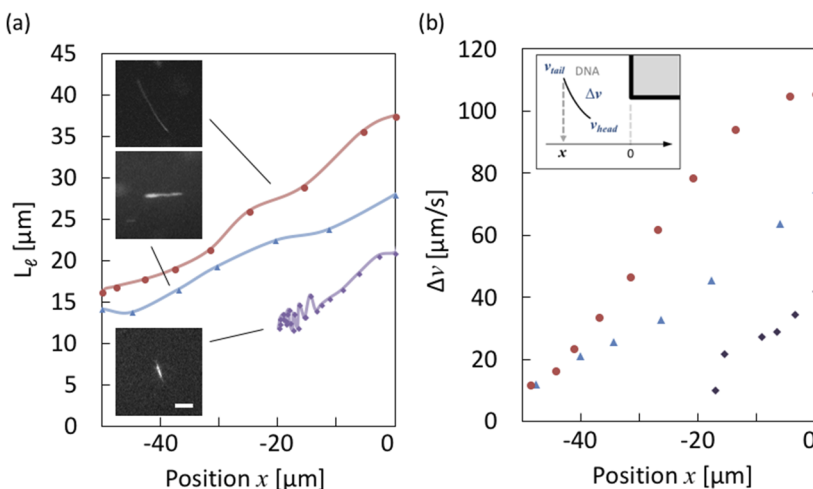 (a)
45
40
35
30
25
20
15
10
5
0
Lℓ [µm]
-40
-20
0
Position x [µm]
(b)
120
100
80
60
40
20
0
Δv [µm/s]
v_tail
DNA
Δv
v_head
x
0
-40
-20
0
Position x [µm]